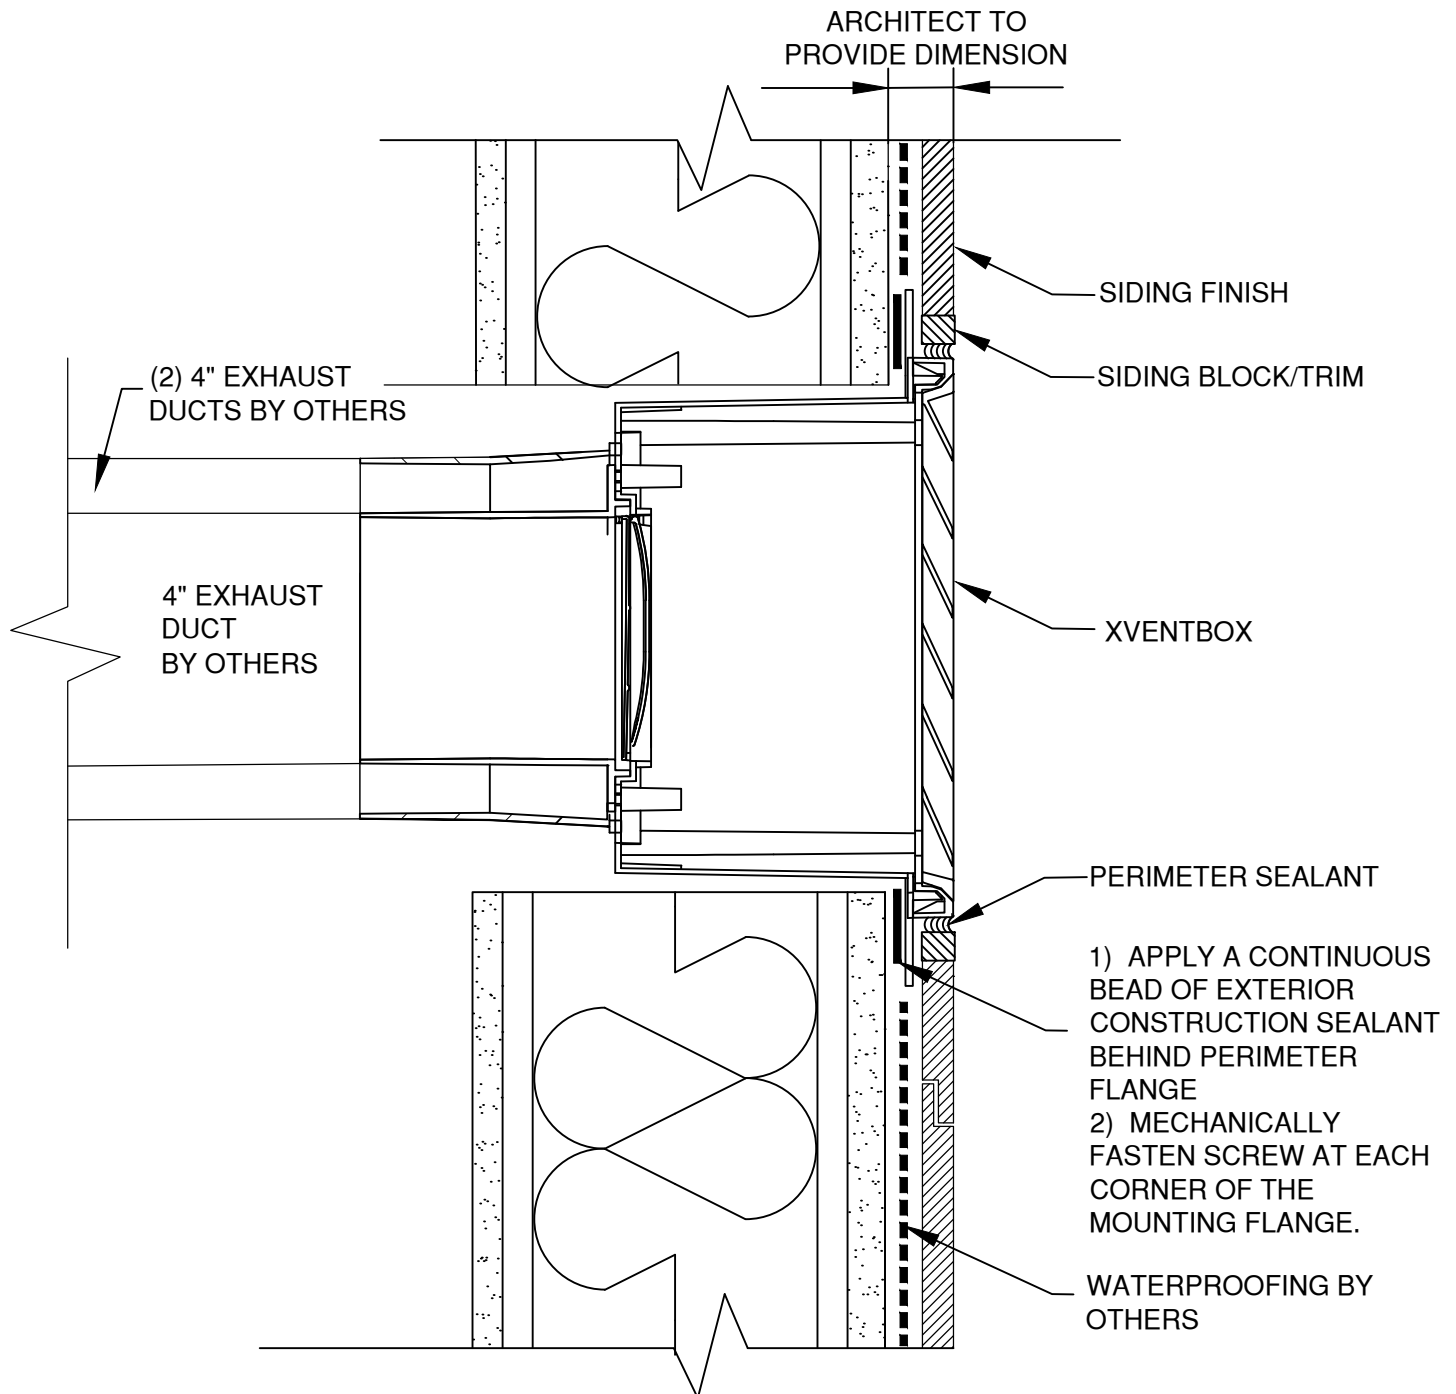 ARCHITECT TO
PROVIDE DIMENSION
SIDING FINISH
(2) 4" EXHAUST
DUCTS BY OTHERS
SIDING BLOCK/TRIM
4" EXHAUST
DUCT
BY OTHERS
XVENTBOX
PERIMETER SEALANT
1) APPLY A CONTINUOUS
BEAD OF EXTERIOR
CONSTRUCTION SEALANT
BEHIND PERIMETER
FLANGE
2) MECHANICALLY
FASTEN SCREW AT EACH
CORNER OF THE
MOUNTING FLANGE.
WATERPROOFING BY
OTHERS